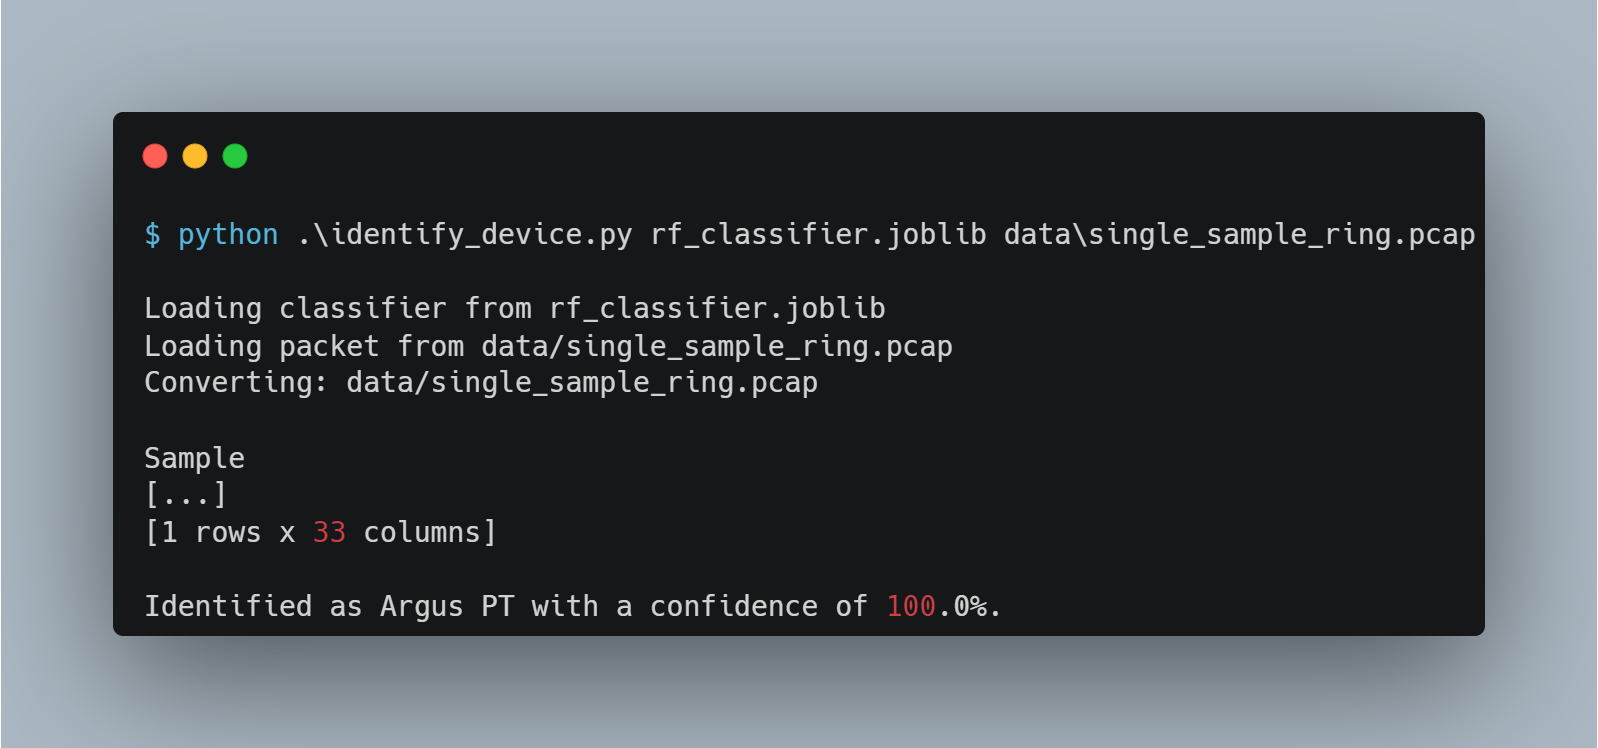 $ python .\identify_device.py rf_classifier.joblib data\single_sample_ring.pcap
Loading classifier from rf_classifier.joblib
Loading packet from data/single_sample_ring.pcap
Converting: data/single_sample_ring.pcap
Sample
[...]
[1 rows x 33 columns]
Identified as Argus PT with a confidence of 100.0%.